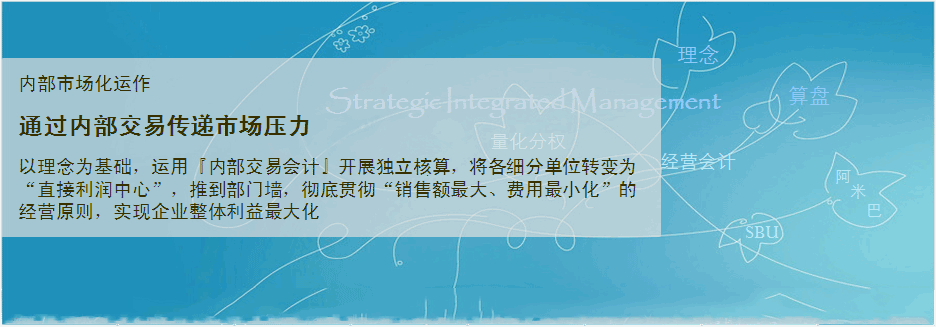 内部市场化运作
通过内部交易传递市场压力
以理念为基础，运用『内部交易会计』开展独立核算，将各细分单位转变为
“直接利润中心”，推到部门墙，彻底贯彻“销售额最大、费用最小化”的
经营原则，实现企业整体利益最大化
Strategic Integrated Management
理念
算盘
量化分权
经营会计
阿
米
巴
SBU